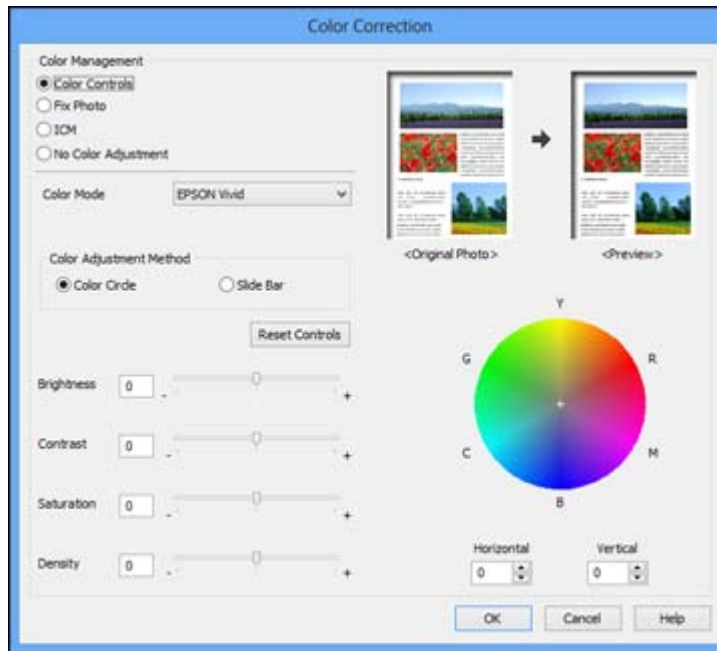 Color Correction
Color Management
Color Controls
Fix Photo
ICM
No Color Adjustment
Color Mode
EPSON Vivid
<Original Photo>
<Preview>
Color Adjustment Method
Color Circle
Slide Bar
Reset Controls
Brightness 0 - +
Contrast 0 - +
Saturation 0 - +
Density 0 - +
Y
G R
C M
B
Horizontal Vertical
0 0
OK Cancel Help